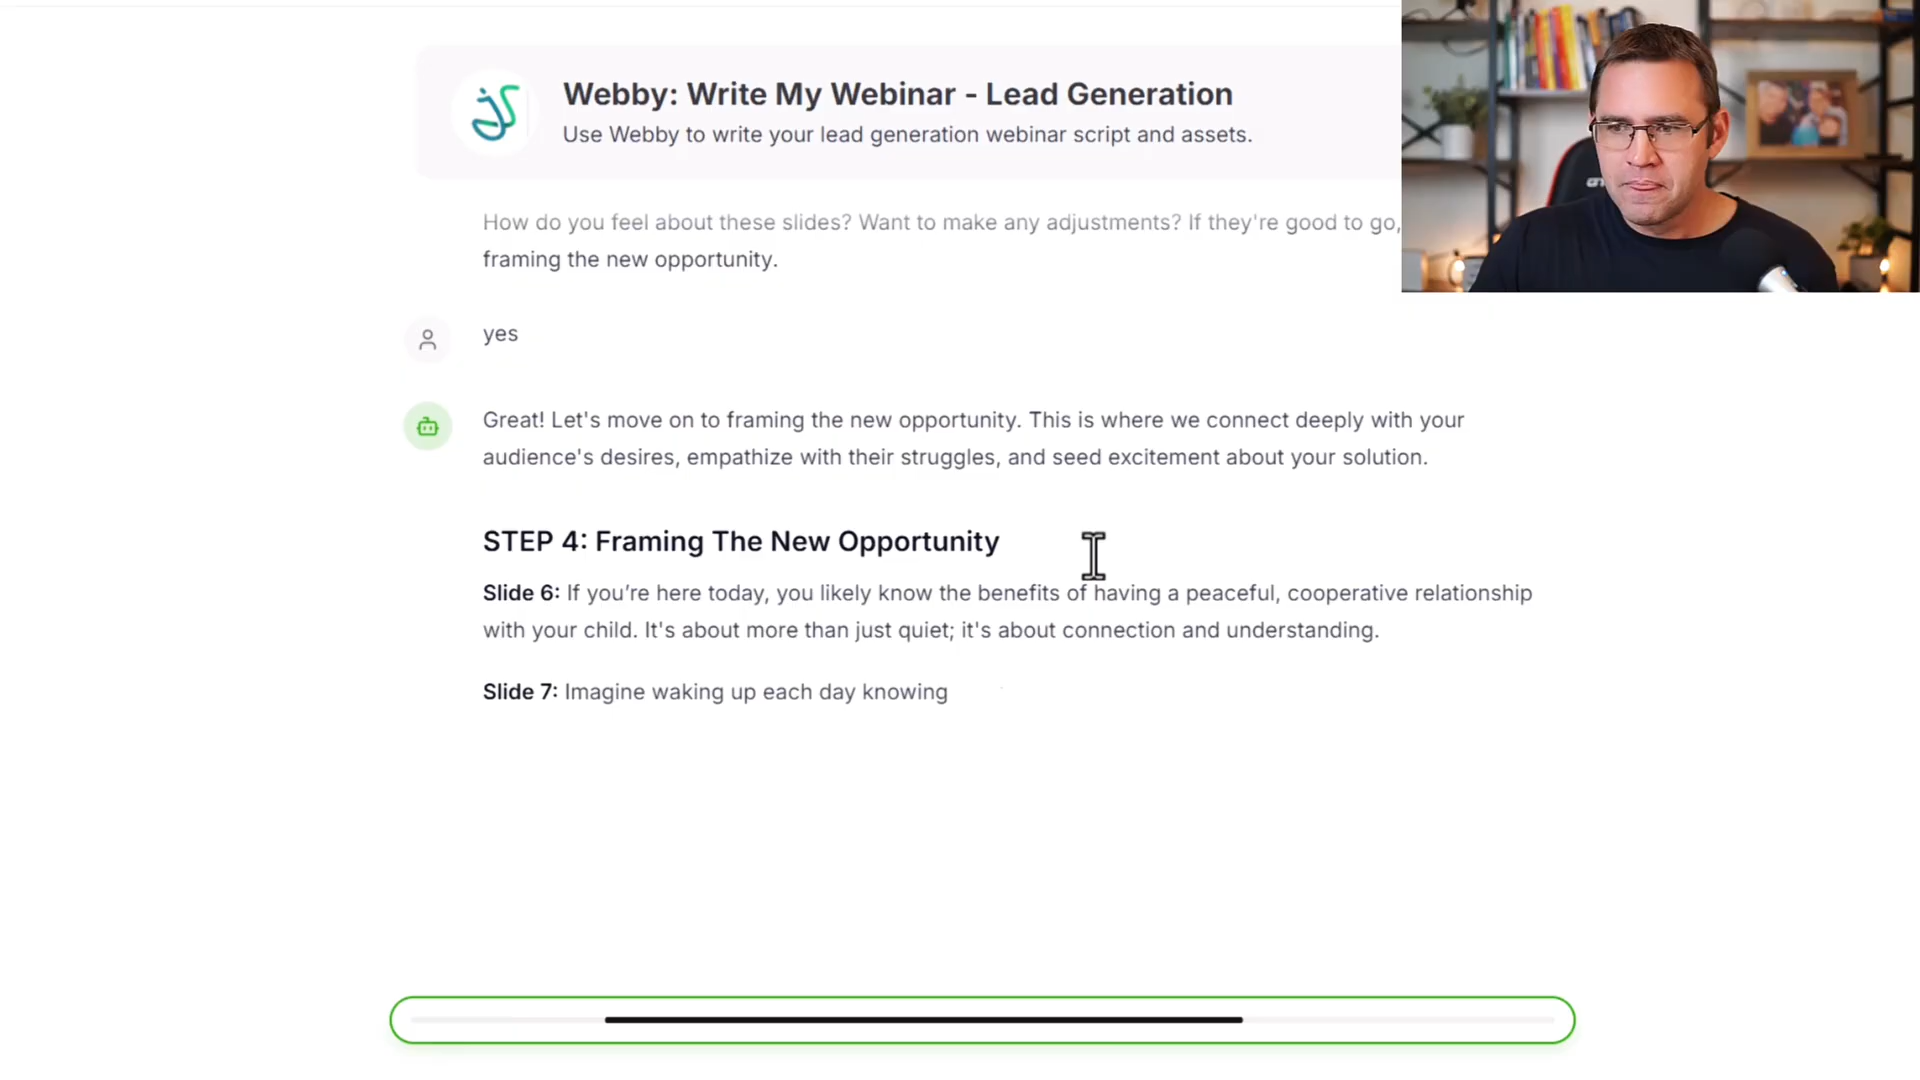 Webby: Write My Webinar - Lead Generation
Use Webby to write your lead generation webinar script and assets.
How do you feel about these slides? Want to make any adjustments? If they're good to go,
framing the new opportunity.
yes
Great! Let's move on to framing the new opportunity. This is where we connect deeply with your
audience's desires, empathize with their struggles, and seed excitement about your solution.
STEP 4: Framing The New Opportunity
Slide 6: If you’re here today, you likely know the benefits of having a peaceful, cooperative relationship
with your child. It's about more than just quiet; it's about connection and understanding.
Slide 7: Imagine waking up each day knowing